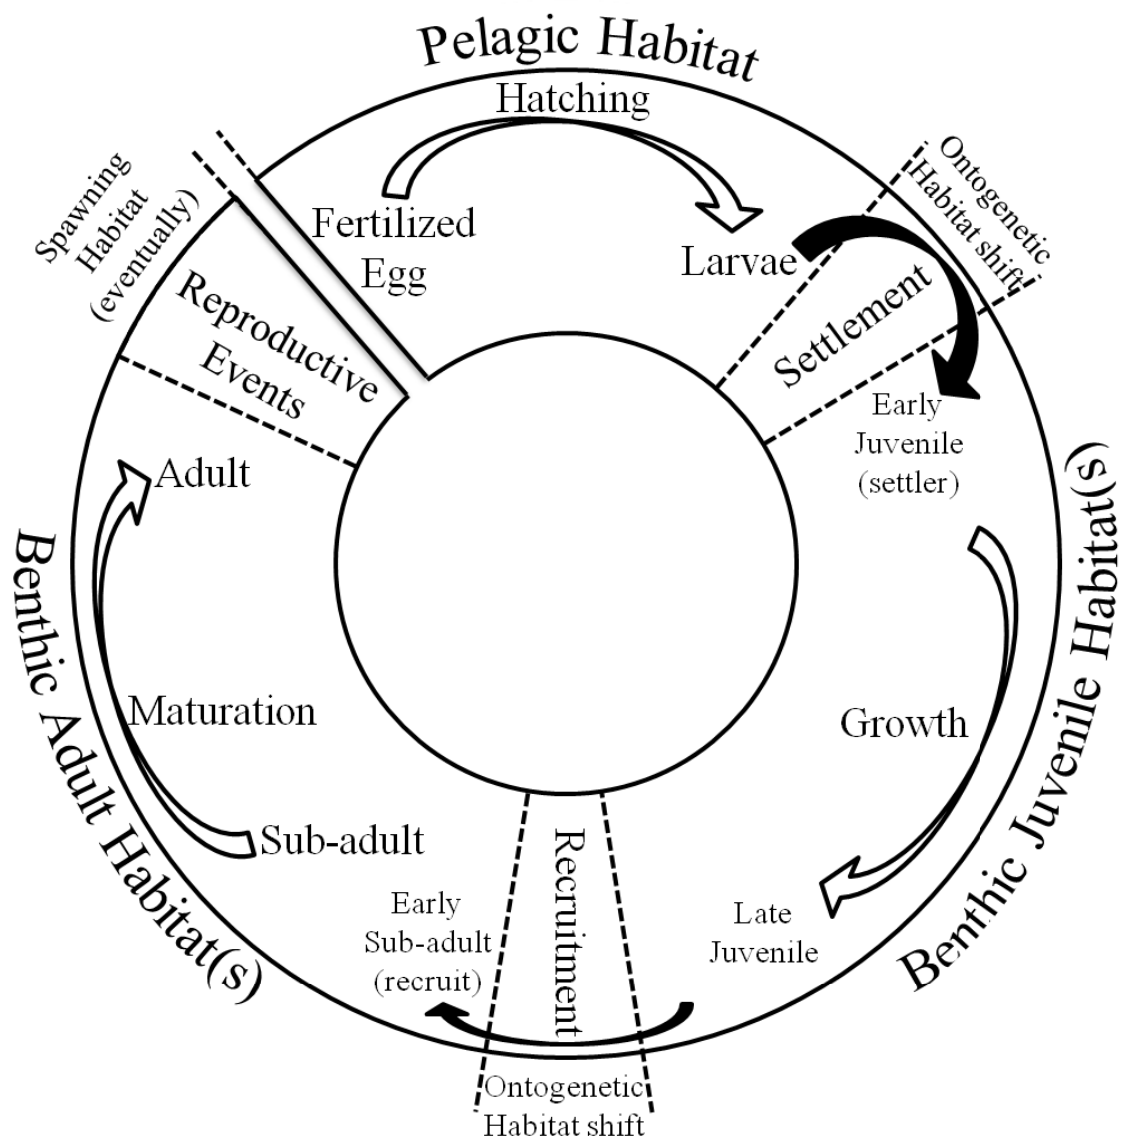 Pelagic Habitat
Hatching
Fertilized
Egg
Larvae
Ontogenetic
Habitat shift
Settlement
Early
Juvenile
(settler)
Benthic Juvenile Habitat(s)
Growth
Late
Juvenile
Recruitment
Ontogenetic
Habitat shift
Early
Sub-adult
(recruit)
Sub-adult
Maturation
Benthic Adult Habitat(s)
Adult
Reproductive
Events
Spawning
Habitat
(eventually)